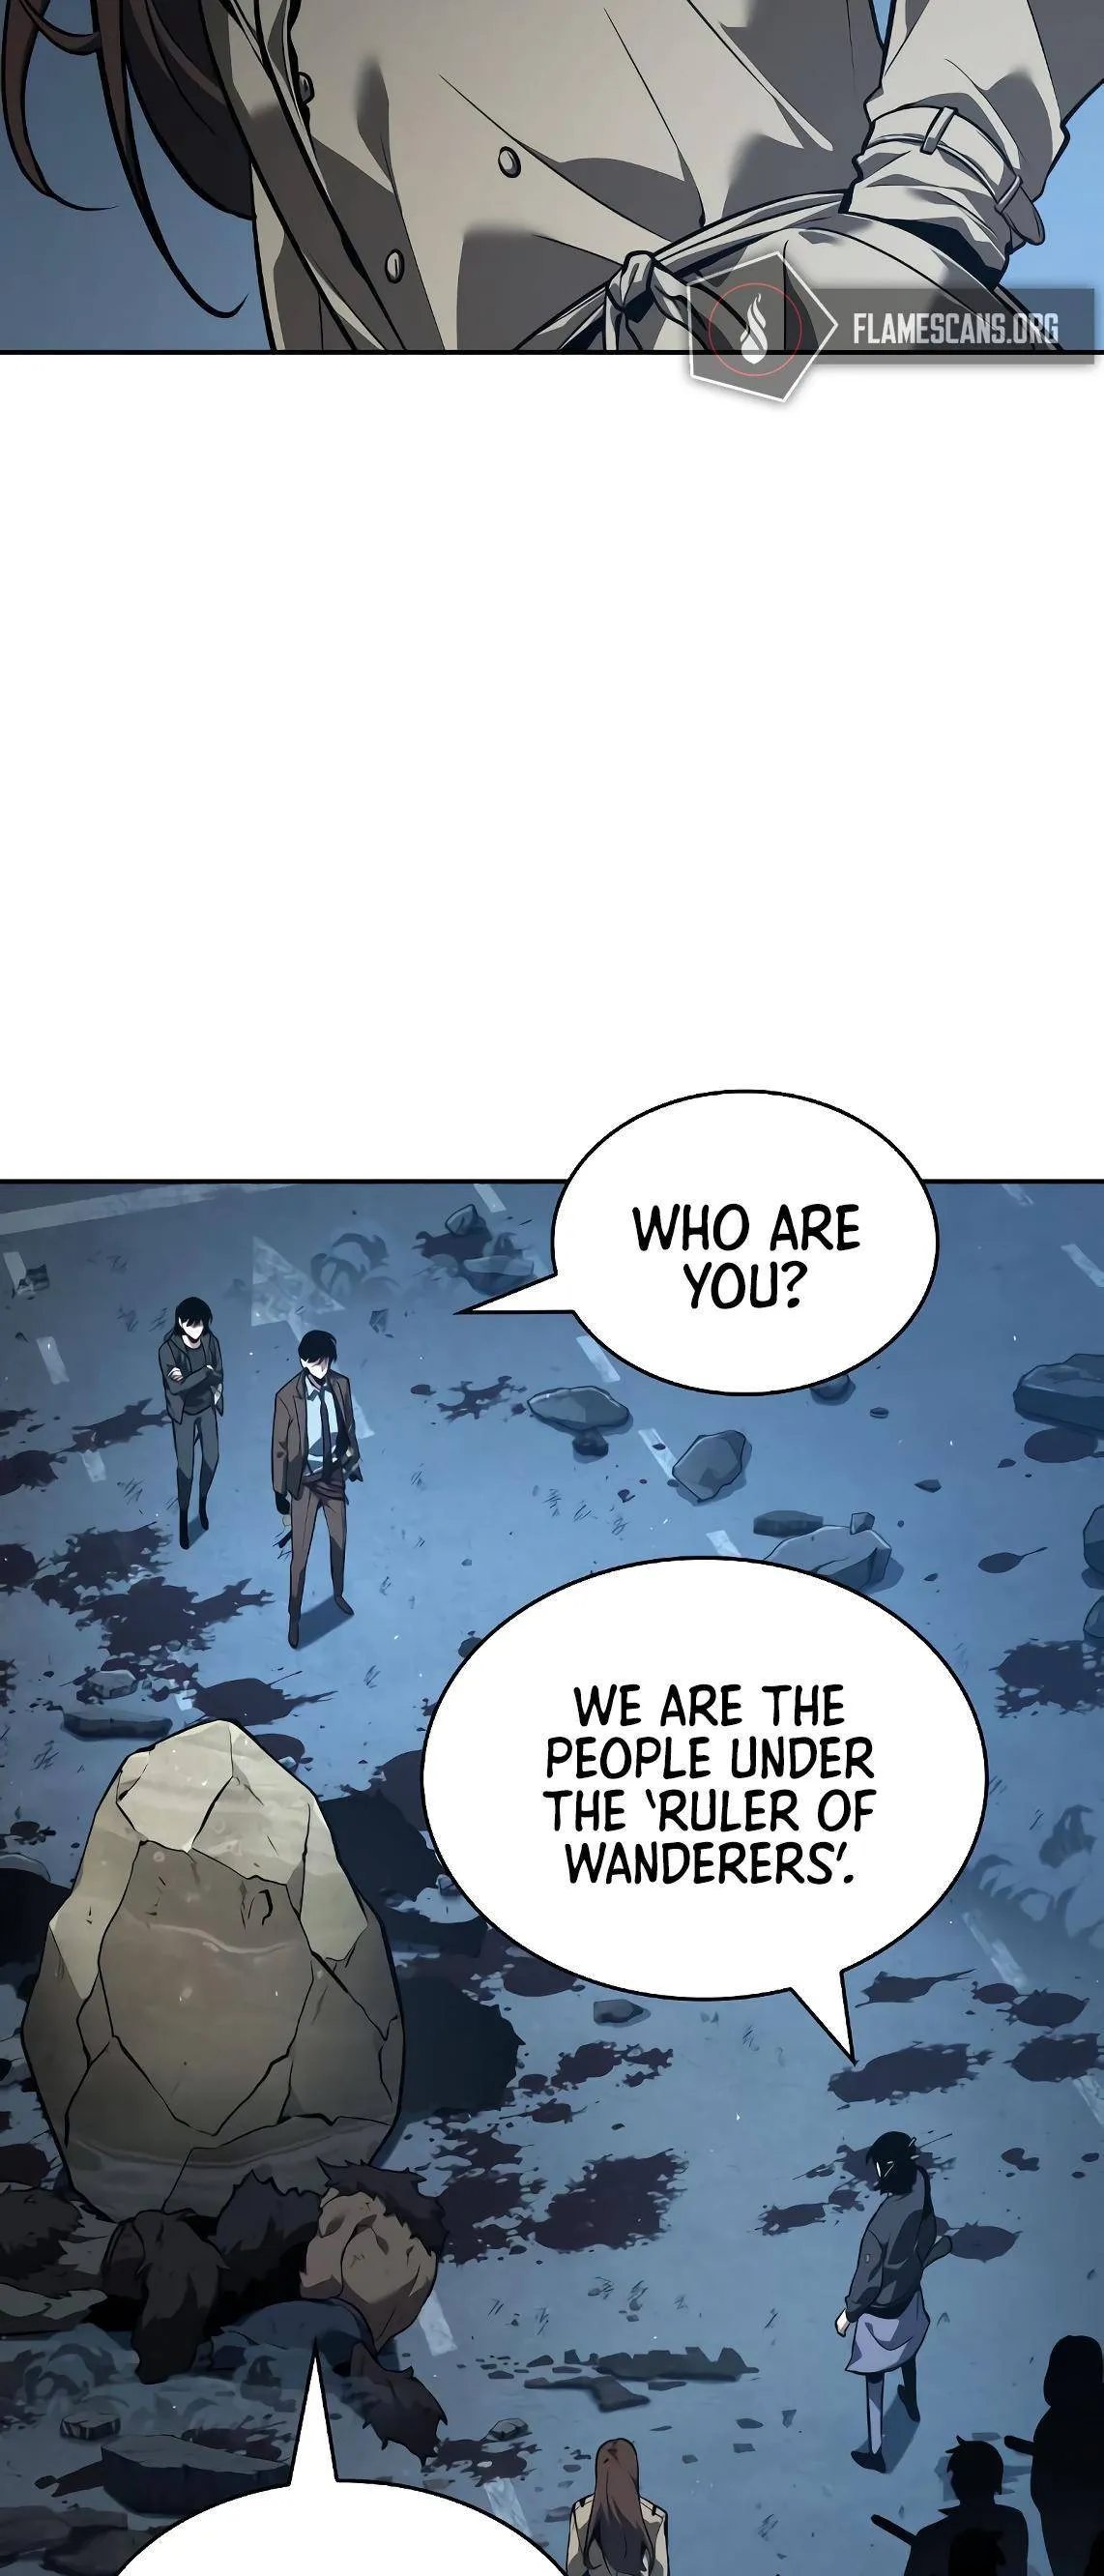 FLAMESCANS.ORG
WHO ARE
YOU?
WE ARE THE
PEOPLE UNDER
THE 'RULER OF
WANDERERS'.